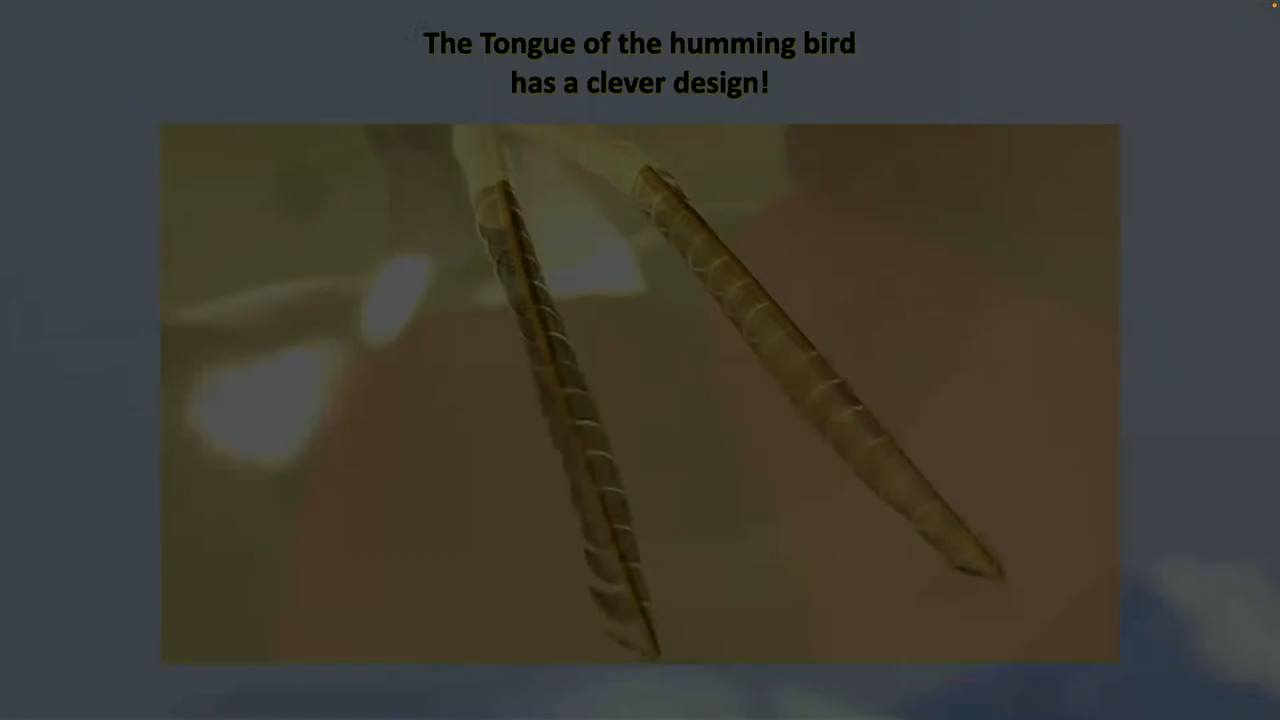 The Tongue of the humming bird
has a clever design!